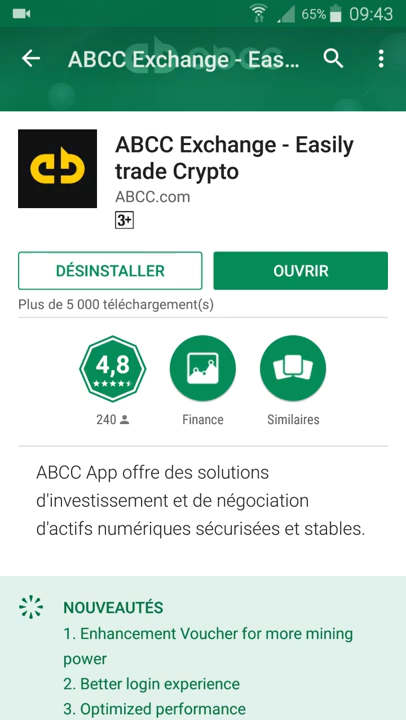 65% 09:43
ABCC Exchange - Eas...
ABCC Exchange - Easily
trade Crypto
ABCC.com
3+
DÉSINSTALLER
OUVRIR
Plus de 5 000 téléchargement(s)
4,8
240
Finance
Similaires
ABCC App offre des solutions
d'investissement et de négociation
d'actifs numériques sécurisées et stables.
NOUVEAUTÉS
1. Enhancement Voucher for more mining
power
2. Better login experience
3. Optimized performance